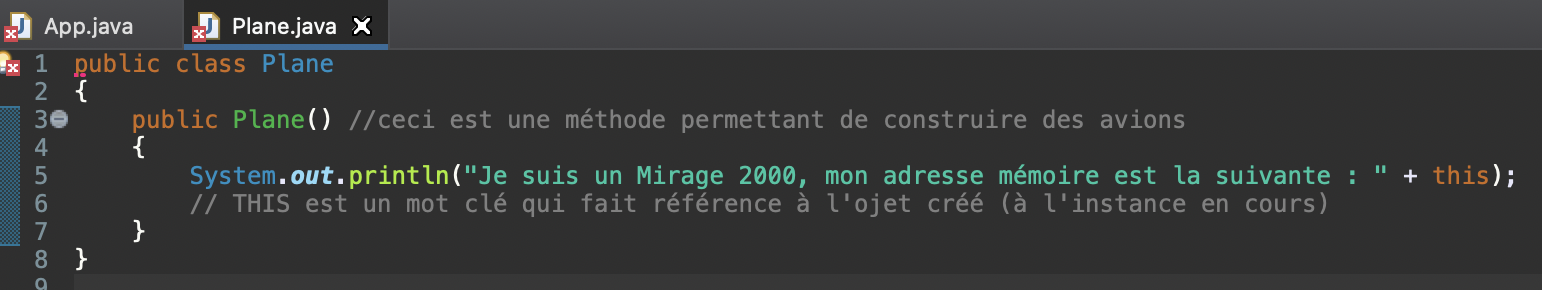 App.java Plane.java
1 public class Plane
2 {
3 public Plane() //ceci est une méthode permettant de construire des avions
4 {
5 System.out.println("Je suis un Mirage 2000, mon adresse mémoire est la suivante : " + this);
6 // THIS est un mot clé qui fait référence à l'ojet créé (à l'instance en cours)
7 }
8 }
9